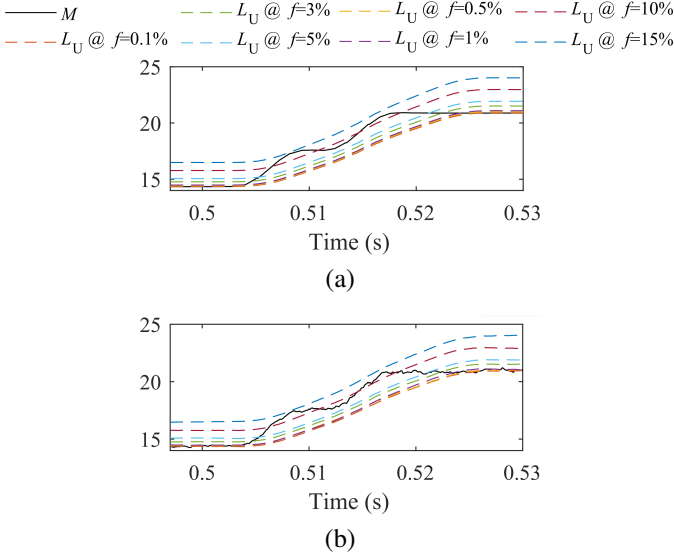 M L_U @ f=3% L_U @ f=0.5% L_U @ f=10%
L_U @ f=0.1% L_U @ f=5% L_U @ f=1% L_U @ f=15%
25
20
15
0.5 0.51 0.52 0.53
Time (s)
(a)
25
20
15
0.5 0.51 0.52 0.53
Time (s)
(b)